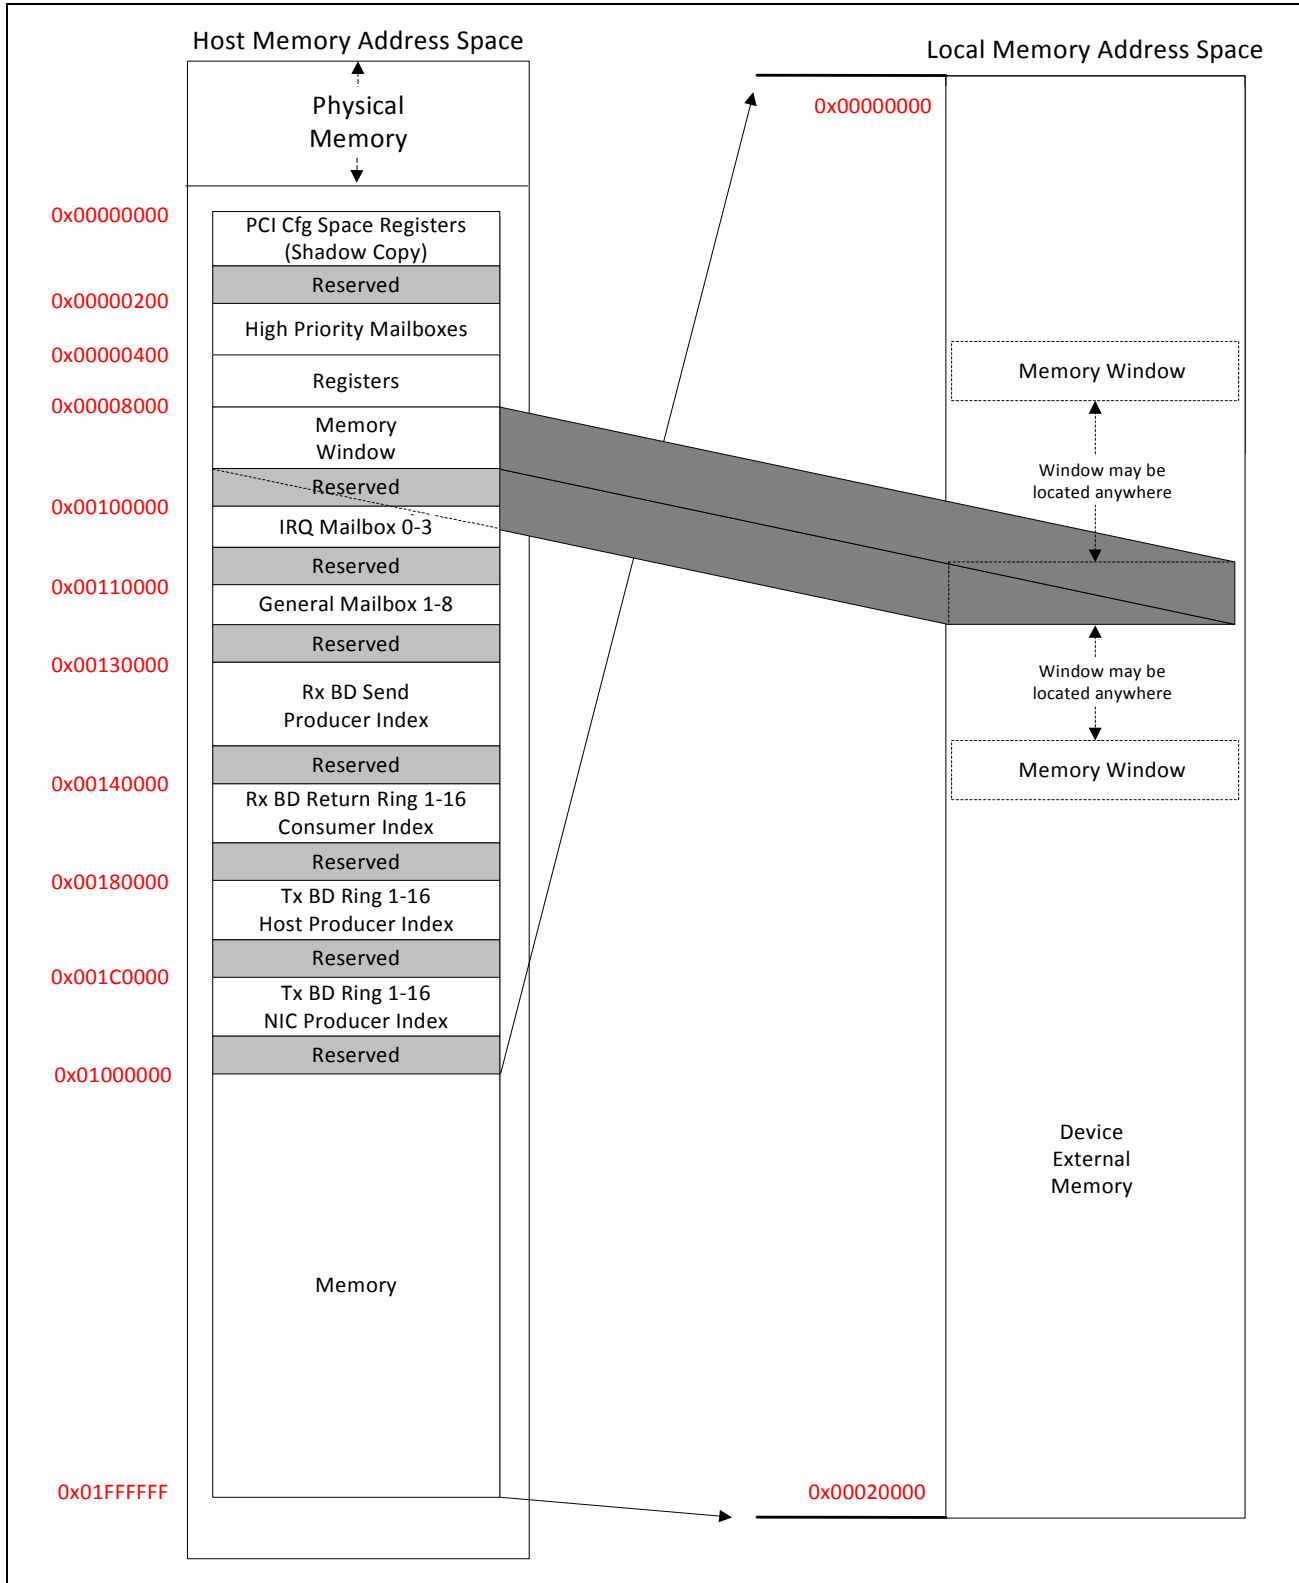 Host Memory Address Space
Physical
Memory
0x00000000
PCI Cfg Space Registers
(Shadow Copy)
Reserved
0x00000200
High Priority Mailboxes
0x00000400
Registers
0x00008000
Memory
Window
Reserved
0x00100000
IRQ Mailbox 0-3
Reserved
0x00110000
General Mailbox 1-8
Reserved
0x00130000
Rx BD Send
Producer Index
Reserved
0x00140000
Rx BD Return Ring 1-16
Consumer Index
Reserved
0x00180000
Tx BD Ring 1-16
Host Producer Index
Reserved
0x001C0000
Tx BD Ring 1-16
NIC Producer Index
Reserved
0x01000000
Memory
0x01FFFFFF
Local Memory Address Space
0x00000000
Memory Window
Window may be
located anywhere
Window may be
located anywhere
Memory Window
Device
External
Memory
0x00020000